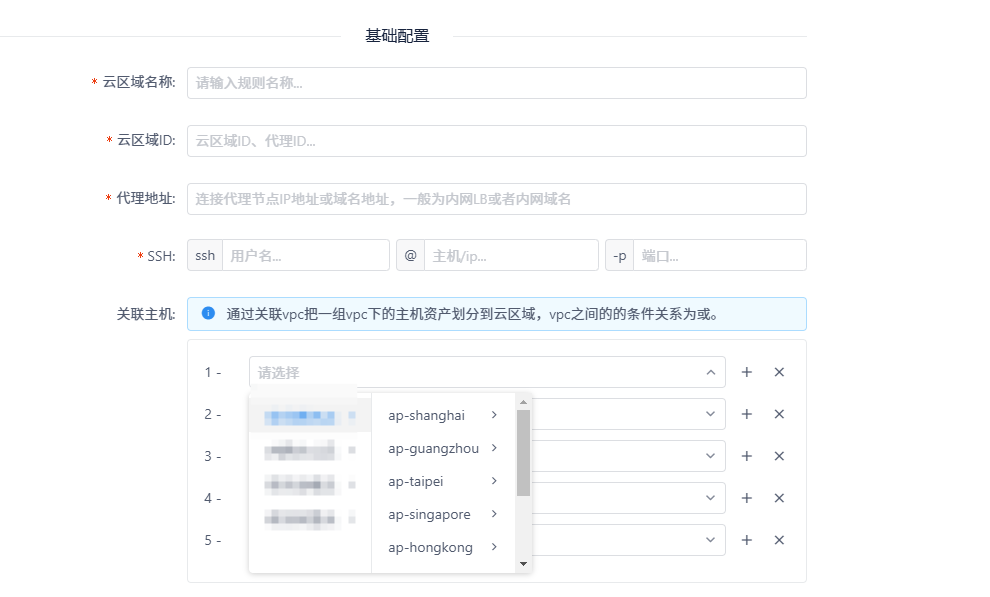 基础配置
* 云区域名称: 请输入规则名称...
* 云区域ID: 云区域ID、代理ID...
* 代理地址: 连接代理节点IP地址或域名地址，一般为内网LB或者内网域名
* SSH: ssh 用户名... @ 主机/ip... -p 端口...
关联主机: 通过关联vpc把一组vpc下的主机资产划分到云区域，vpc之间的的条件关系为或。
1 - 请选择
2 - ap-shanghai
3 - ap-guangzhou
ap-taipei
4 - ap-singapore
5 - ap-hongkong